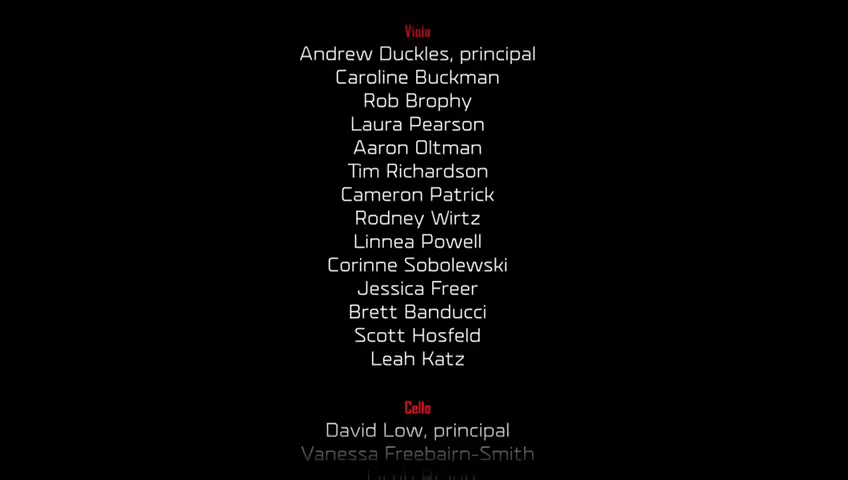 Viola
Andrew Duckles, principal
Caroline Buckman
Rob Brophy
Laura Pearson
Aaron Oltman
Tim Richardson
Cameron Patrick
Rodney Wirtz
Linnea Powell
Corinne Sobolewski
Jessica Freer
Brett Banducci
Scott Hosfeld
Leah Katz
Cello
David Low, principal
Vanessa Freebairn-Smith